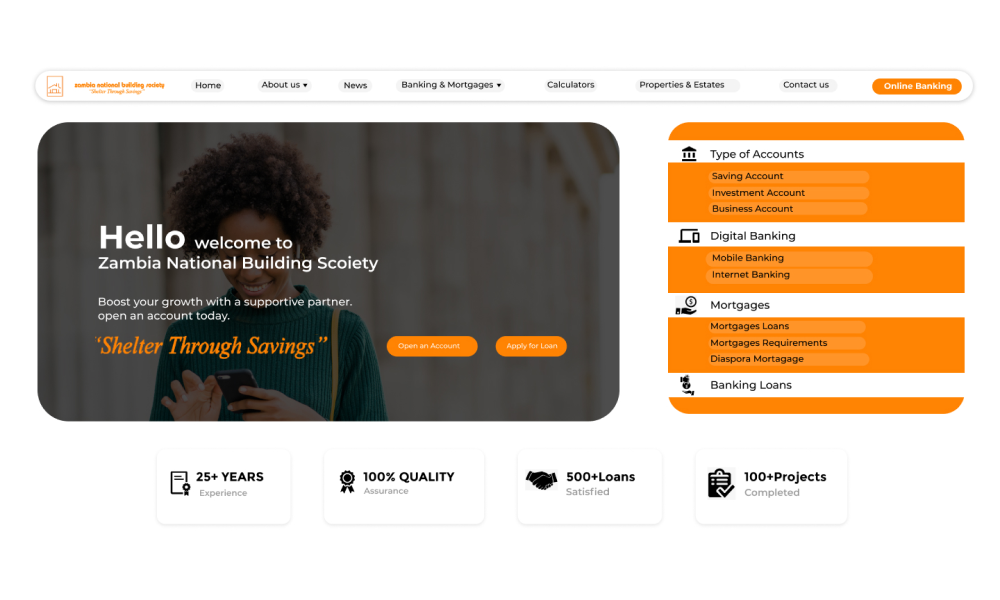 zambia national building society
"Shelter Through Savings"
Home
About us ▾
News
Banking & Mortgages ▾
Calculators
Properties & Estates
Contact us
Online Banking
Hello welcome to
Zambia National Building Scoiety
Boost your growth with a supportive partner.
open an account today.
"Shelter Through Savings"
Open an Account
Apply for Loan
Type of Accounts
Saving Account
Investment Account
Business Account
Digital Banking
Mobile Banking
Internet Banking
Mortgages
Mortgages Loans
Mortgages Requirements
Diaspora Mortagage
Banking Loans
25+ YEARS
Experience
100% QUALITY
Assurance
500+Loans
Satisfied
100+Projects
Completed